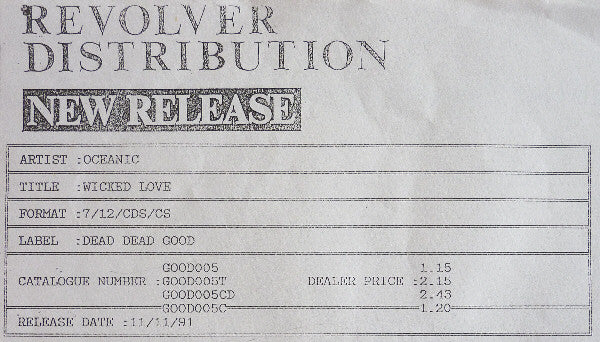 REVOLVER
DISTRIBUTION
NEW RELEASE
ARTIST :OCEANIC
TITLE :WICKED LOVE
FORMAT :7/12/CDS/CS
LABEL :DEAD DEAD GOOD
GOOD005 1.15
CATALOGUE NUMBER :GOOD005T DEALER PRICE :2.15
GOOD005CD 2.43
GOOD005C 1.20
RELEASE DATE :11/11/91